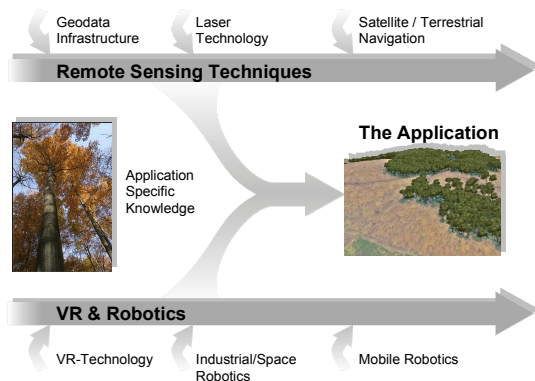 Geodata
Infrastructure
Laser
Technology
Satellite / Terrestrial
Navigation
Remote Sensing Techniques
The Application
Application
Specific
Knowledge
VR & Robotics
VR-Technology
Industrial/Space
Robotics
Mobile Robotics